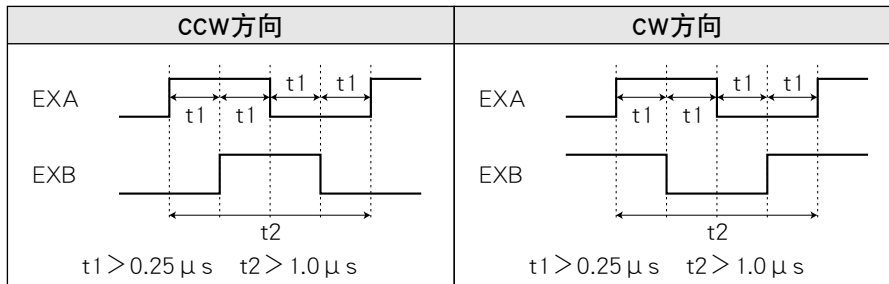 CCW方向
EXA
t1 t1
t1 t1
EXB
t2
t1＞0.25μs t2＞1.0μs
CW方向
EXA
t1 t1
t1 t1
EXB
t2
t1＞0.25μs t2＞1.0μs